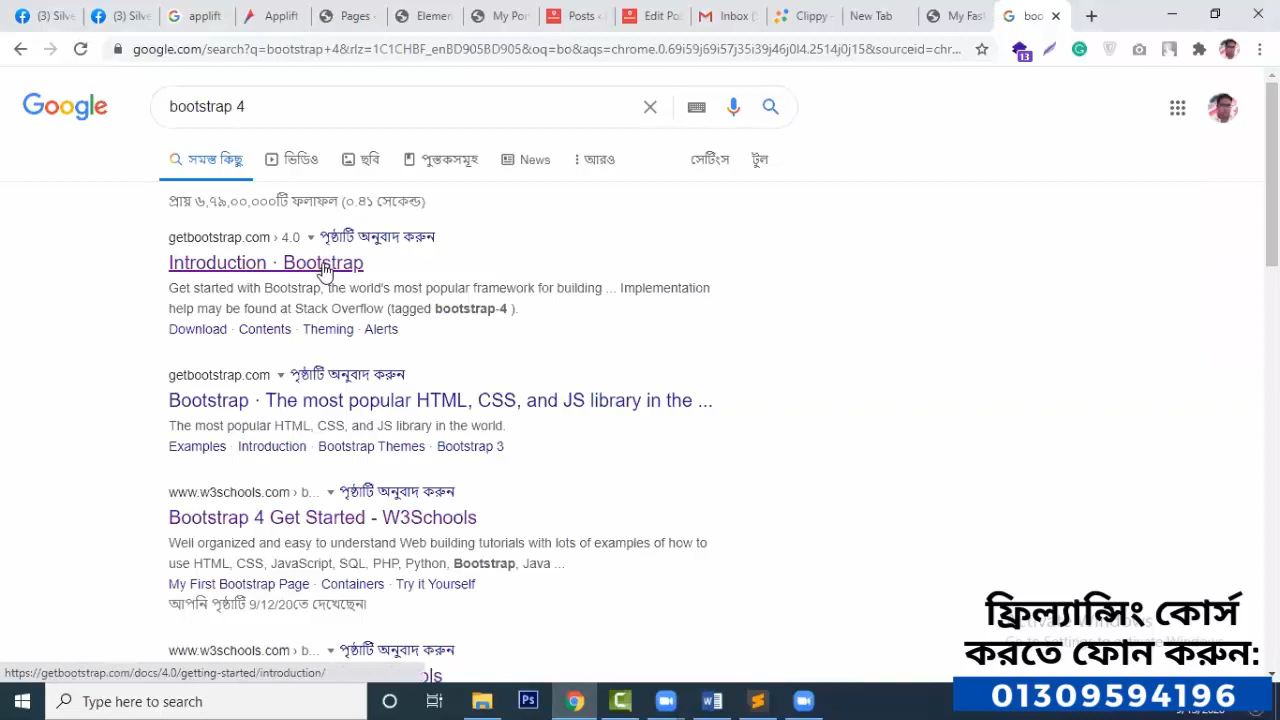 (3) Silve
(3) Silve
applift
Applift
Pages
Elemen
My Por
Posts
Edit Po
Inbox (
Clippy
New Tab
My Fas
boo
google.com/search?q=bootstrap+4&rlz=1C1CHBF_enBD905BD905&oq=bo&aqs=chrome.0.69i59j69i57j35i39j46j0l4.2514j0j15&sourceid=chr...
13
Google
bootstrap 4
সমস্ত কিছু ভিডিও ছবি পুস্তকসমূহ News আরও সেটিংস টুল
প্রায় ৬,৭৯,০০,০০০টি ফলাফল (০.৪১ সেকেন্ড)
getbootstrap.com › 4.0 পৃষ্ঠাটি অনুবাদ করুন
Introduction · Bootstrap
Get started with Bootstrap, the world's most popular framework for building ... Implementation
help may be found at Stack Overflow (tagged bootstrap-4 ).
Download · Contents · Theming · Alerts
getbootstrap.com পৃষ্ঠাটি অনুবাদ করুন
Bootstrap · The most popular HTML, CSS, and JS library in the ...
The most popular HTML, CSS, and JS library in the world.
Examples · Introduction · Bootstrap Themes · Bootstrap 3
www.w3schools.com › b... পৃষ্ঠাটি অনুবাদ করুন
Bootstrap 4 Get Started - W3Schools
Well organized and easy to understand Web building tutorials with lots of examples of how to
use HTML, CSS, JavaScript, SQL, PHP, Python, Bootstrap, Java ...
My First Bootstrap Page · Containers · Try it Yourself
আপনি পৃষ্ঠাটি 9/12/20তে দেখেছেন।
www.w3schools.com › b... পৃষ্ঠাটি অনুবাদ করুন
https://getbootstrap.com/docs/4.0/getting-started/introduction/
ফ্রিল্যান্সিং কোর্স
করতে ফোন করুন:
01309594196
Type here to search